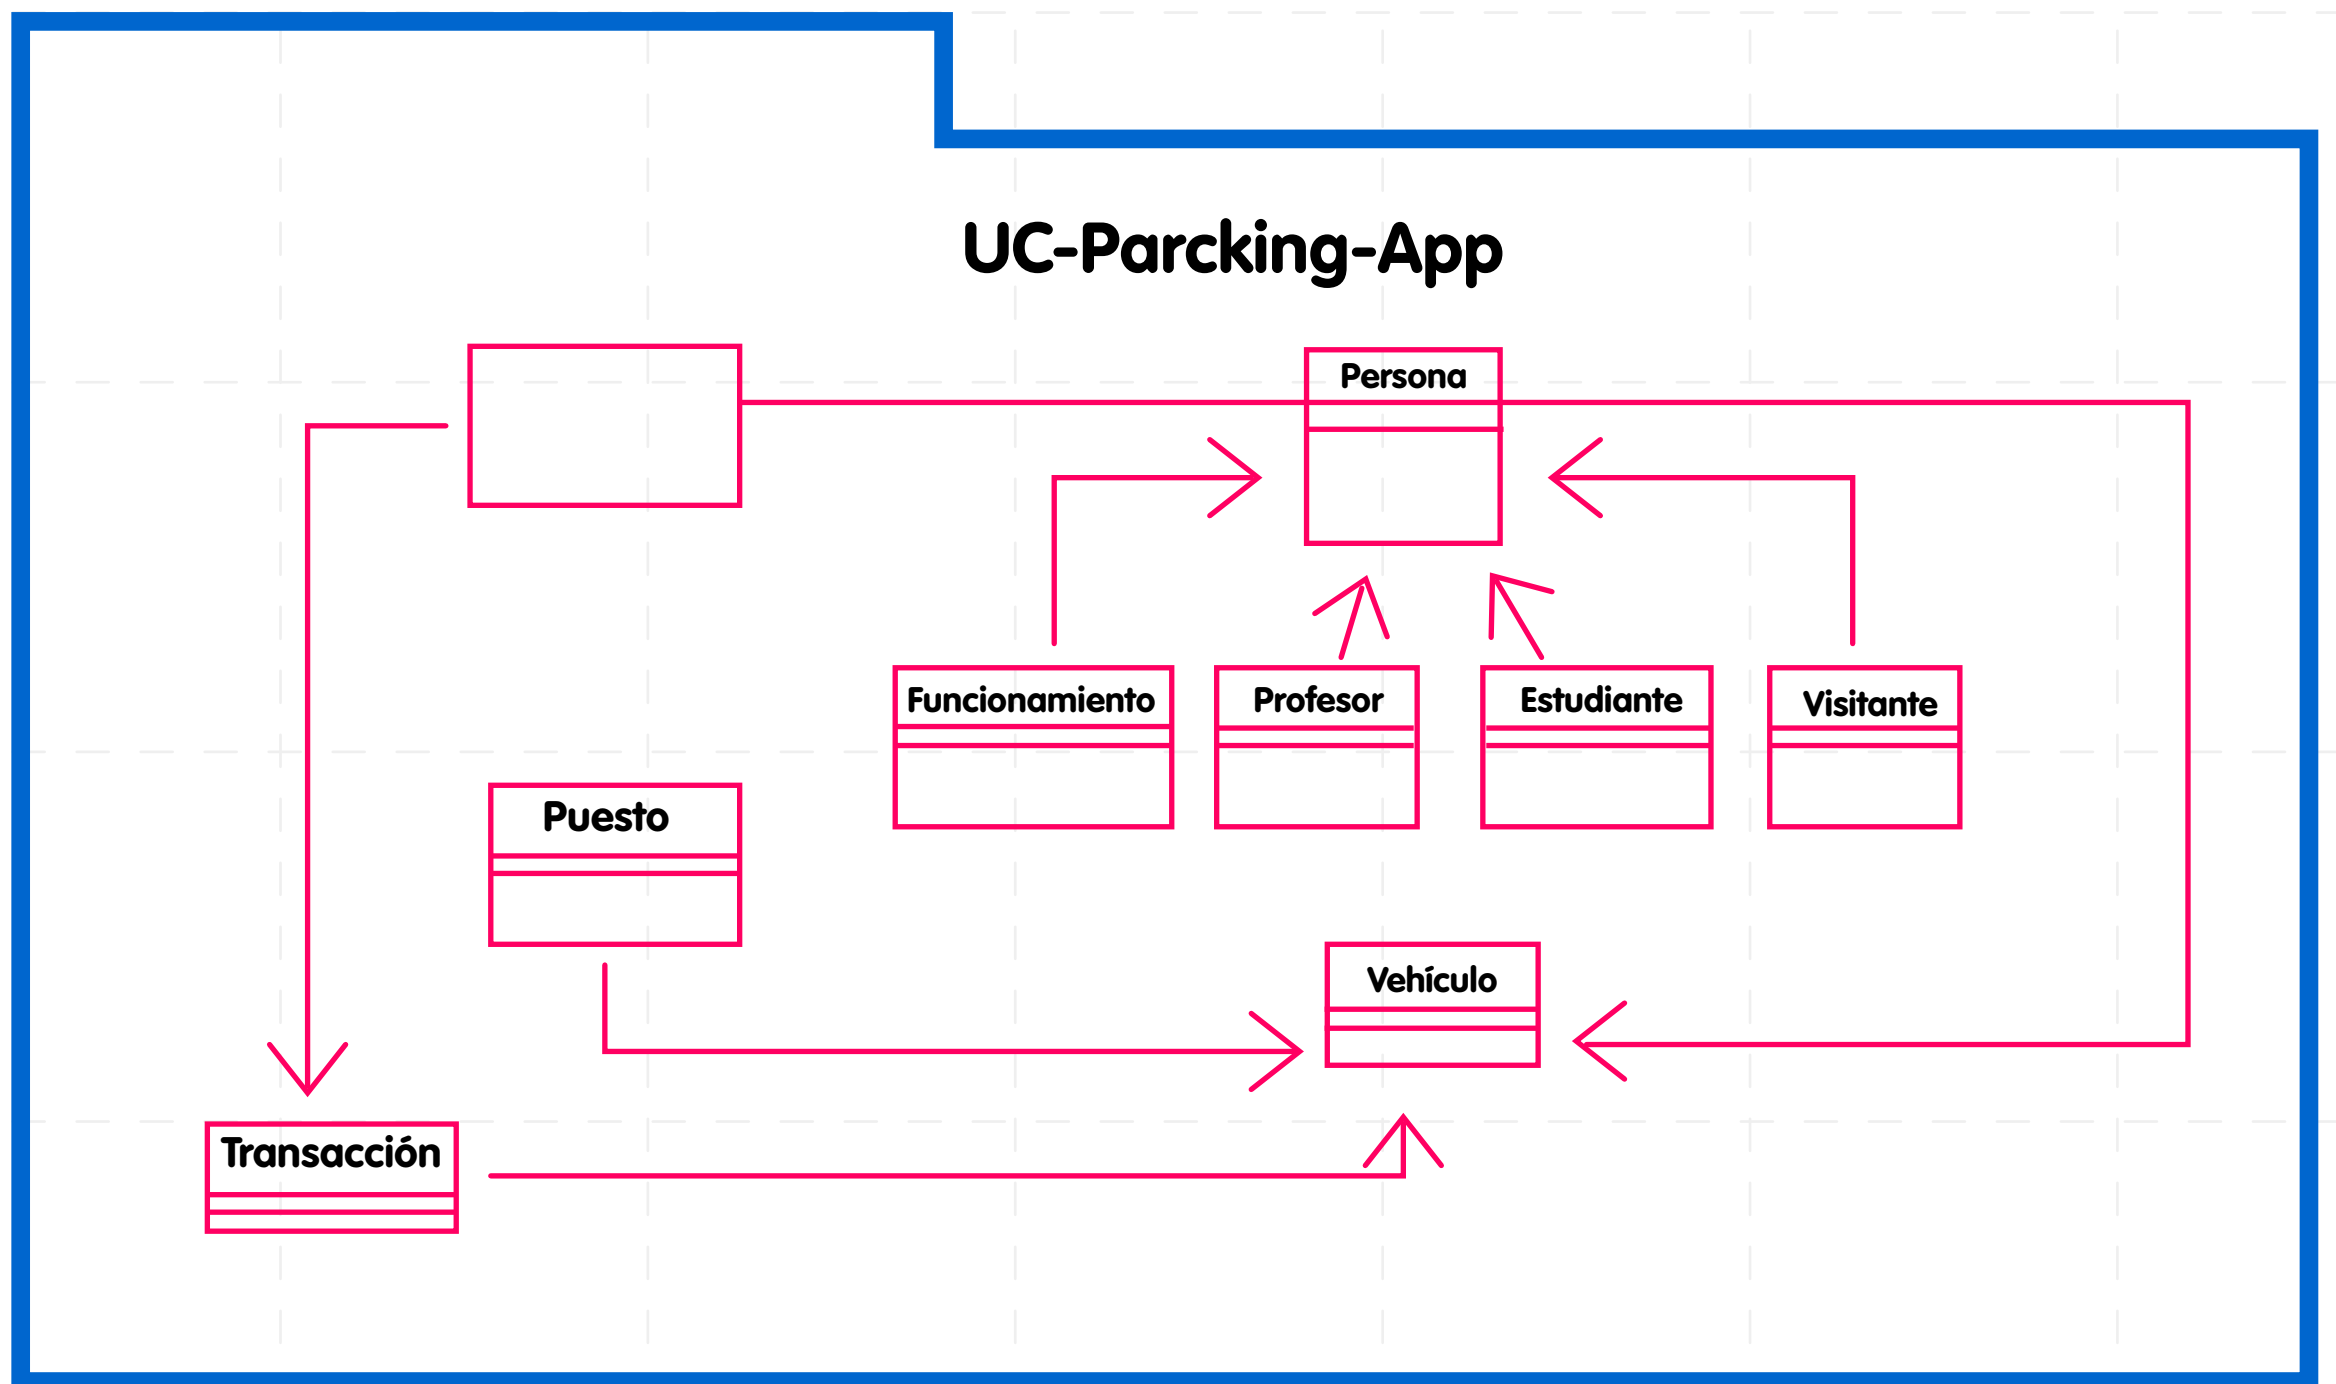 UC-Parcking-App
Persona
Funcionamiento
Profesor
Estudiante
Visitante
Puesto
Vehículo
Transacción